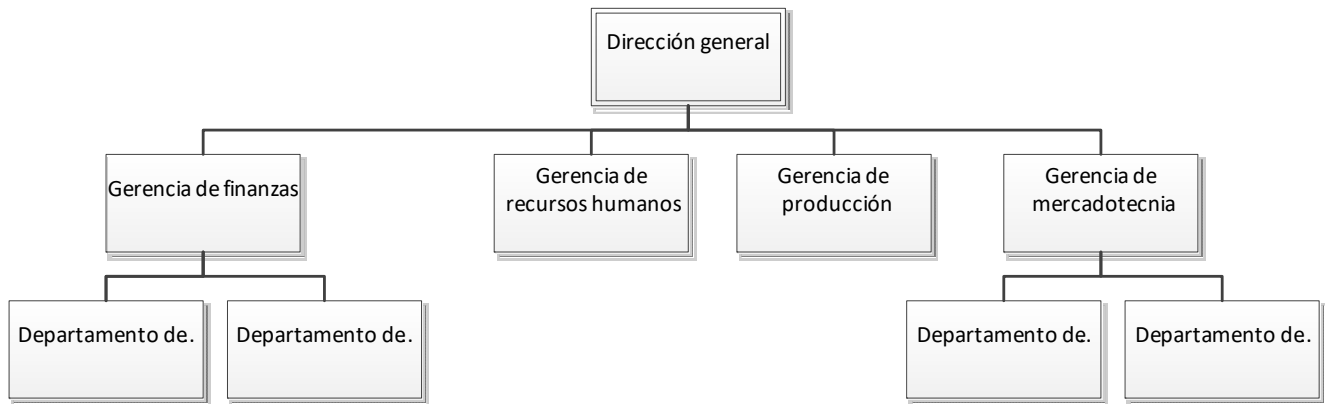 Dirección general
Gerencia de finanzas
Gerencia de
recursos humanos
Gerencia de
producción
Gerencia de
mercadotecnia
Departamento de..
Departamento de..
Departamento de..
Departamento de..